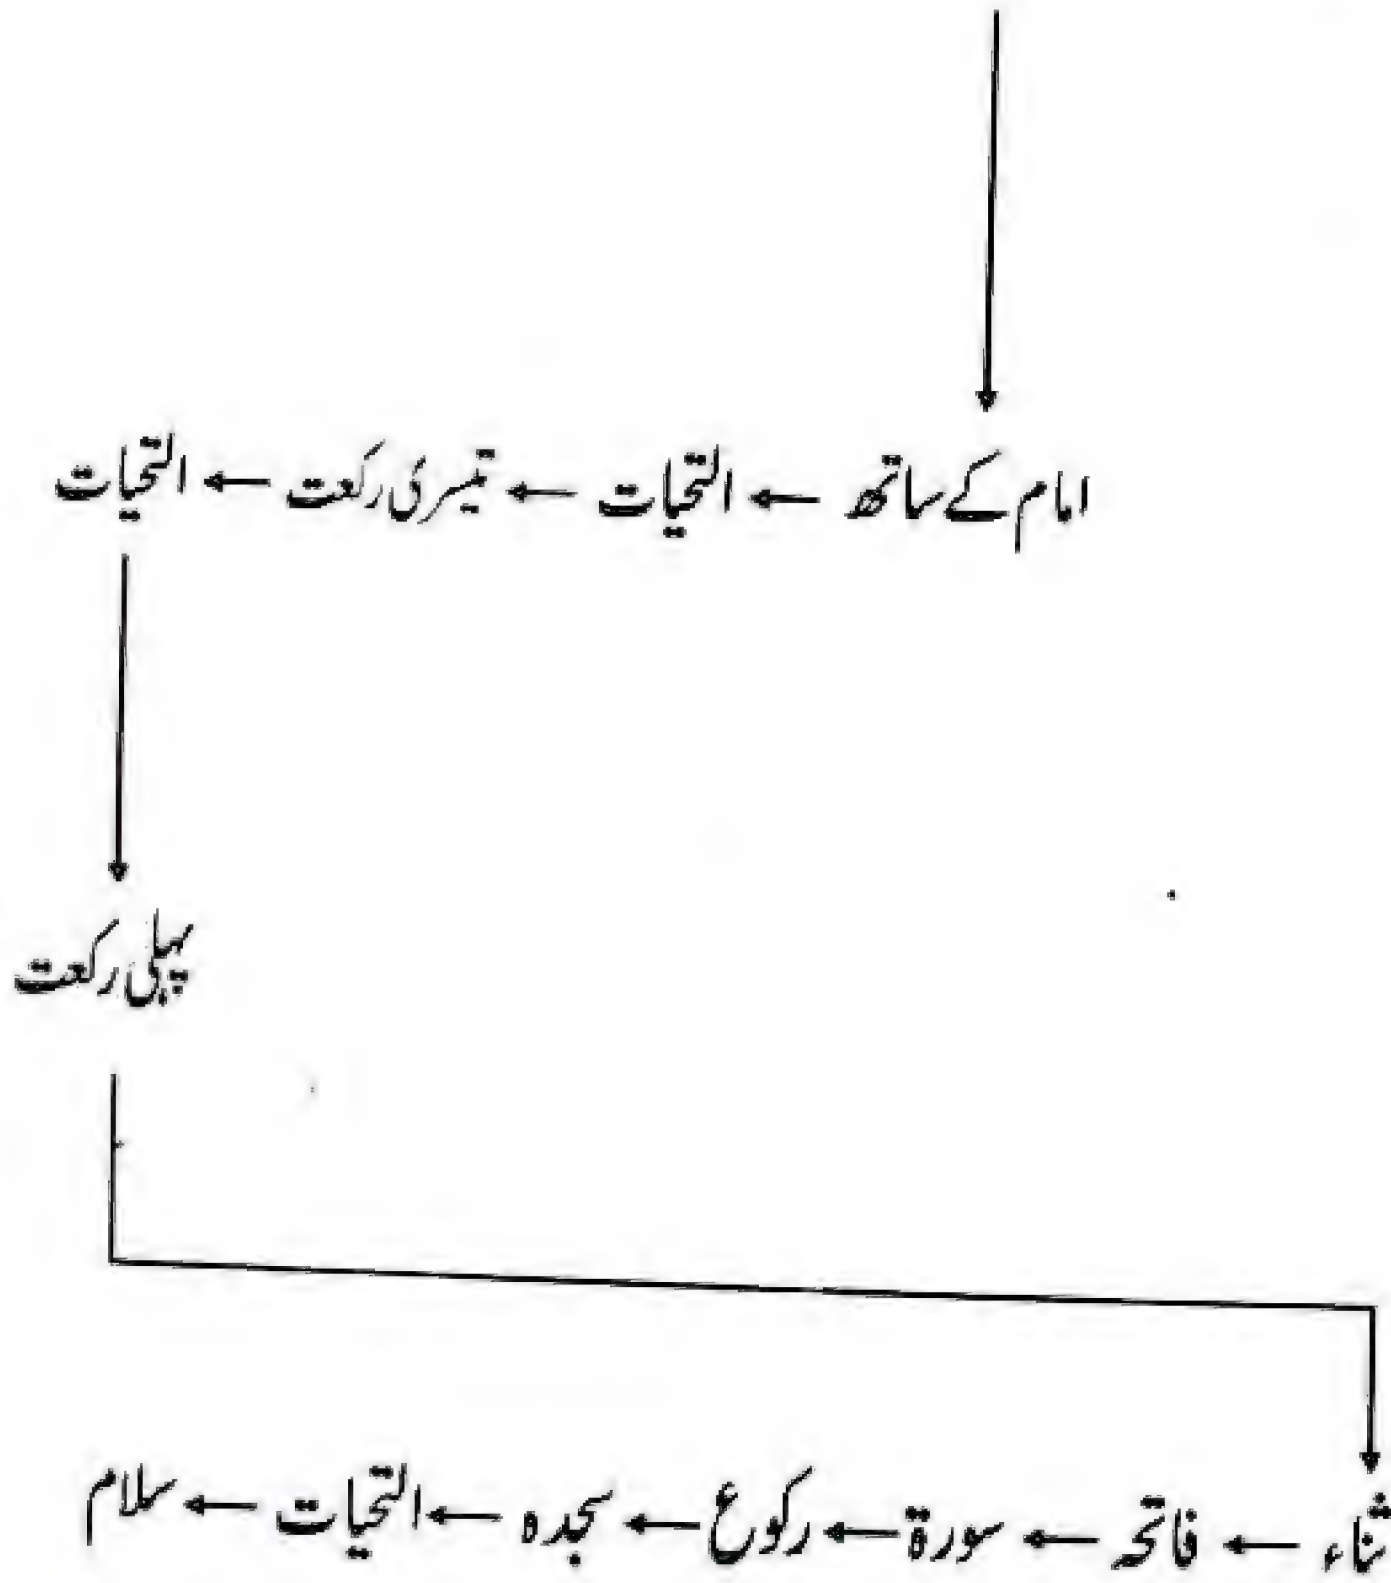 امام کے ساتھ ← التحیات ← تیسری رکعت ← التحیات
پہلی رکعت
ثناء ← فاتحہ ← سورۃ ← رکوع ← سجدہ ← التحیات ← سلام